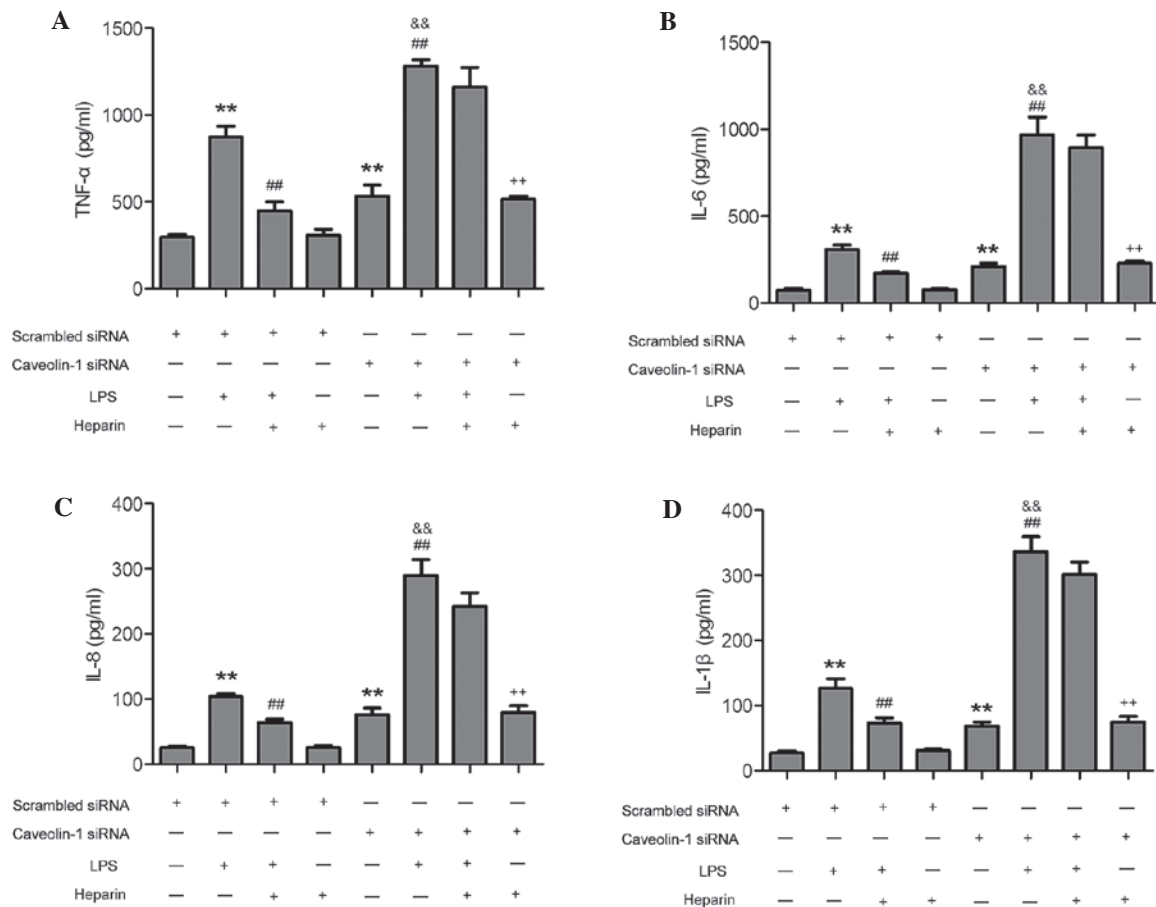 A
1500
1000
500
0
TNF-α (pg/ml)
**
##
**
&&
##
++
Scrambled siRNA + + + + — — — —
Caveolin-1 siRNA — — — — + + + +
LPS — + + — — + + —
Heparin — — + + — — + +
B
1500
1000
500
0
IL-6 (pg/ml)
**
##
**
&&
##
++
Scrambled siRNA + + + + — — — —
Caveolin-1 siRNA — — — — + + + +
LPS — + + — — + + —
Heparin — — + + — — + +
C
400
300
200
100
0
IL-8 (pg/ml)
**
##
**
&&
##
++
Scrambled siRNA + + + + — — — —
Caveolin-1 siRNA — — — — + + + +
LPS — + + — — + + —
Heparin — — + + — — + +
D
400
300
200
100
0
IL-1β (pg/ml)
**
##
**
&&
##
++
Scrambled siRNA + + + + — — — —
Caveolin-1 siRNA — — — — + + + +
LPS — + + — — + + —
Heparin — — + + — — + +